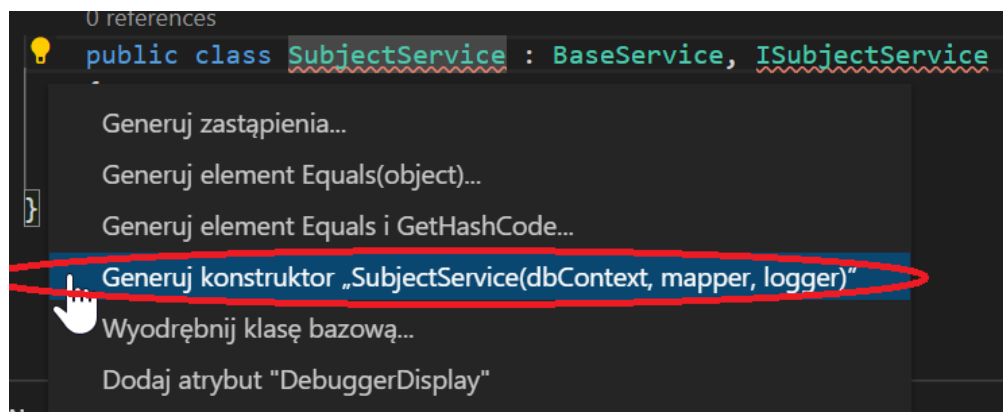 0 references
public class SubjectService : BaseService, ISubjectService
{
Generuj zastąpienia...
Generuj element Equals(object)...
Generuj element Equals i GetHashCode...
}
Generuj konstruktor „SubjectService(dbContext, mapper, logger)”
Wyodrębnij klasę bazową...
Dodaj atrybut "DebuggerDisplay"